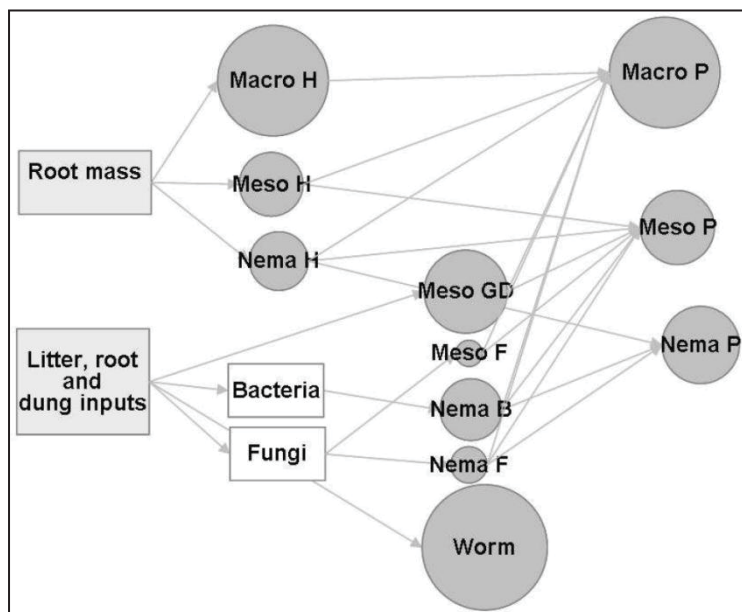 Macro H
Macro P
Root mass
Meso H
Meso P
Nema H
Meso GD
Litter, root
and
dung inputs
Meso F
Nema P
Bacteria
Nema B
Fungi
Nema F
Worm